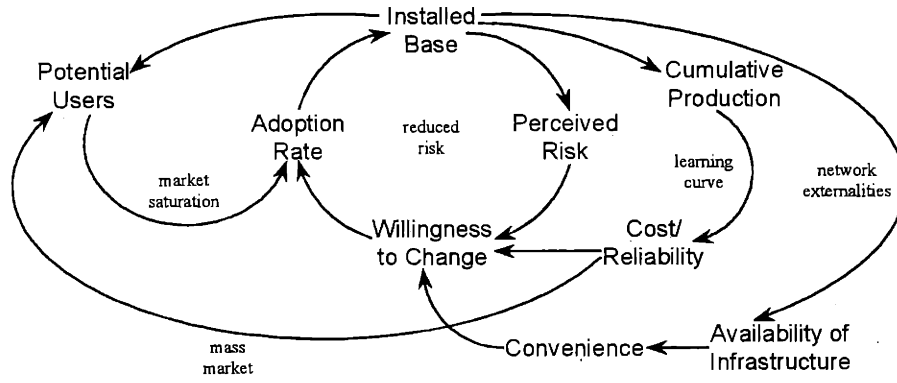 Installed
Base
Potential
Users
Cumulative
Production
Adoption
Rate
reduced
risk
Perceived
Risk
market
saturation
learning
curve
network
externalities
Willingness
to Change
Cost/
Reliability
mass
market
Convenience
Availability of
Infrastructure